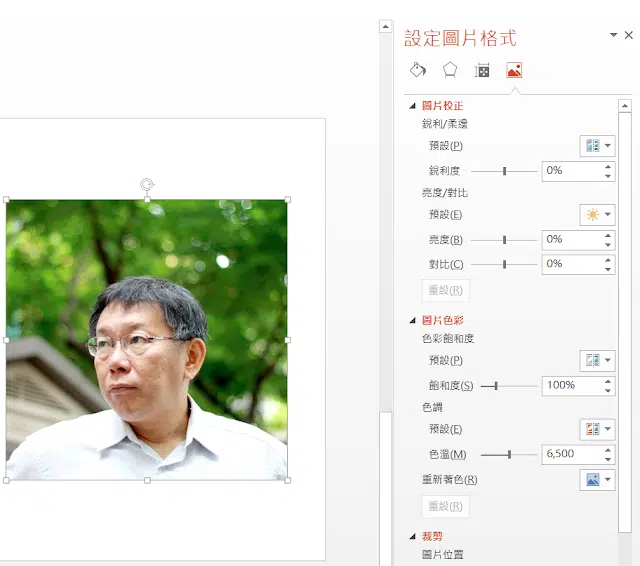 設定圖片格式
圖片校正
銳利/柔邊
預設(P)
銳利度 0%
亮度/對比
預設(E)
亮度(B) 0%
對比(C) 0%
重設(R)
圖片色彩
色彩飽和度
預設(P)
飽和度(S) 100%
色調
預設(E)
色溫(M) 6,500
重新著色(R)
重設(R)
裁剪
圖片位置